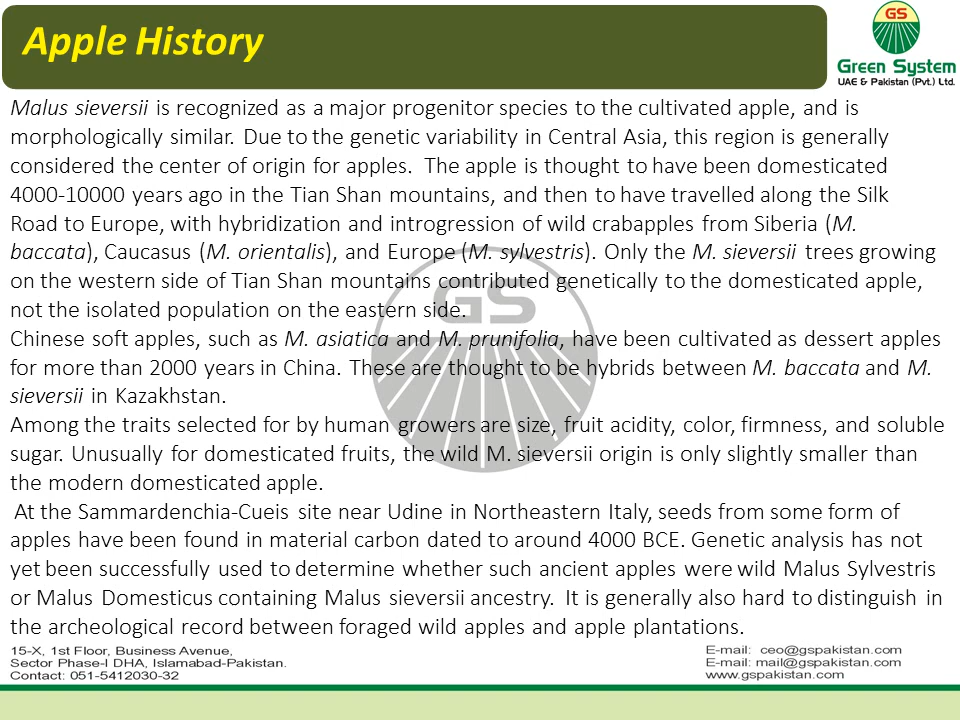 Apple History
GS
Green System
UAE & Pakistan (Pvt.) Ltd.
Malus sieversii is recognized as a major progenitor species to the cultivated apple, and is
morphologically similar. Due to the genetic variability in Central Asia, this region is generally
considered the center of origin for apples. The apple is thought to have been domesticated
4000-10000 years ago in the Tian Shan mountains, and then to have travelled along the Silk
Road to Europe, with hybridization and introgression of wild crabapples from Siberia (M.
baccata), Caucasus (M. orientalis), and Europe (M. sylvestris). Only the M. sieversii trees growing
on the western side of Tian Shan mountains contributed genetically to the domesticated apple,
not the isolated population on the eastern side.
GS
Chinese soft apples, such as M. asiatica and M. prunifolia, have been cultivated as dessert apples
for more than 2000 years in China. These are thought to be hybrids between M. baccata and M.
sieversii in Kazakhstan.
Among the traits selected for by human growers are size, fruit acidity, color, firmness, and soluble
sugar. Unusually for domesticated fruits, the wild M. sieversii origin is only slightly smaller than
the modern domesticated apple.
At the Sammardenchia-Cueis site near Udine in Northeastern Italy, seeds from some form of
apples have been found in material carbon dated to around 4000 BCE. Genetic analysis has not
yet been successfully used to determine whether such ancient apples were wild Malus Sylvestris
or Malus Domesticus containing Malus sieversii ancestry. It is generally also hard to distinguish in
the archeological record between foraged wild apples and apple plantations.
15-X, 1st Floor, Business Avenue,
Sector Phase-I DHA, Islamabad-Pakistan.
Contact: 051-5412030-32
E-mail: ceo@gspakistan.com
E-mail: mail@gspakistan.com
www.gspakistan.com